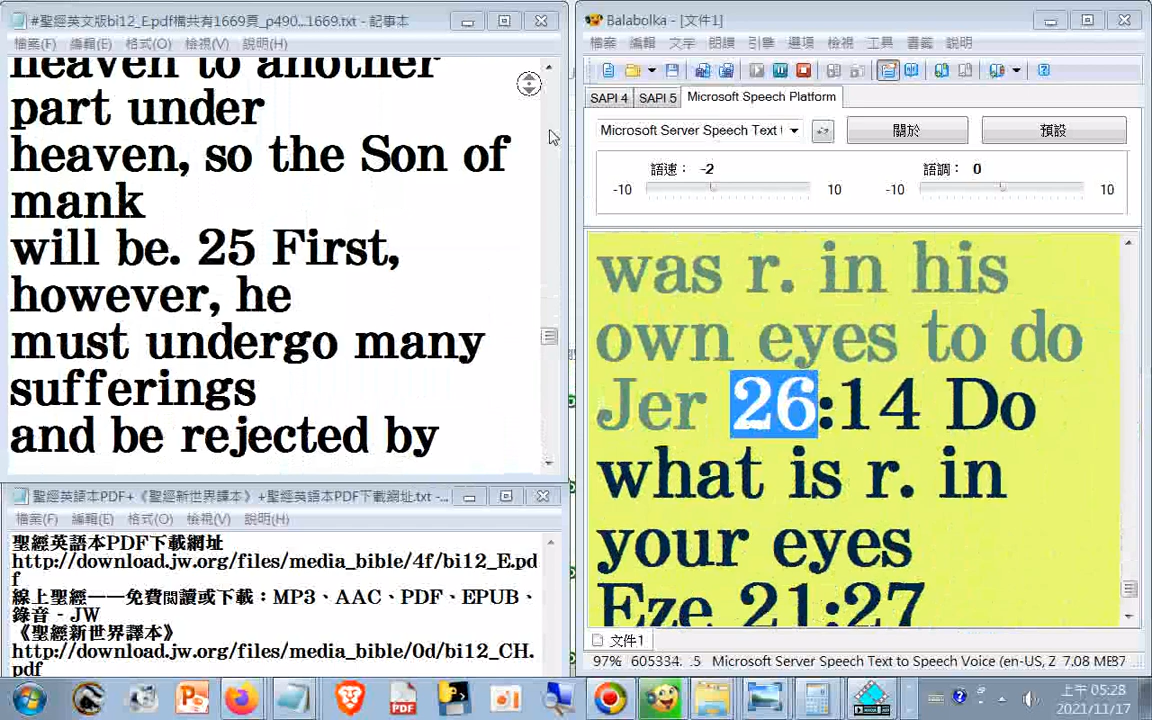 #聖經英文版bi12_E.pdf檔共有1669頁_p490...1669.txt - 記事本
檔案(F) 編輯(E) 格式(O) 檢視(V) 說明(H)
heaven to another
part under
heaven, so the Son of
mank
will be. 25 First,
however, he
must undergo many
sufferings
and be rejected by
聖經英語本PDF+《聖經新世界譯本》+聖經英語本PDF下載網址.txt -...
檔案(F) 編輯(E) 格式(O) 檢視(V) 說明(H)
聖經英語本PDF下載網址
http://download.jw.org/files/media_bible/4f/bi12_E.pd
f
線上聖經——免費閱讀或下載：MP3、AAC、PDF、EPUB、
錄音 - JW
《聖經新世界譯本》
http://download.jw.org/files/media_bible/0d/bi12_CH.
pdf
Balabolka - [文件1]
檔案 編輯 文字 朗讀 引擎 選項 檢視 工具 書籤 說明
SAPI 4 SAPI 5 Microsoft Speech Platform
Microsoft Server Speech Text 關於 預設
語速： -2 語調： 0
-10 10 -10 10
was r. in his
own eyes to do
Jer 26:14 Do
what is r. in
your eyes
Eze 21:27
文件1
97% 605334. .5 Microsoft Server Speech Text to Speech Voice (en-US, Z 7.08 MB
上午 05:28
2021/11/17